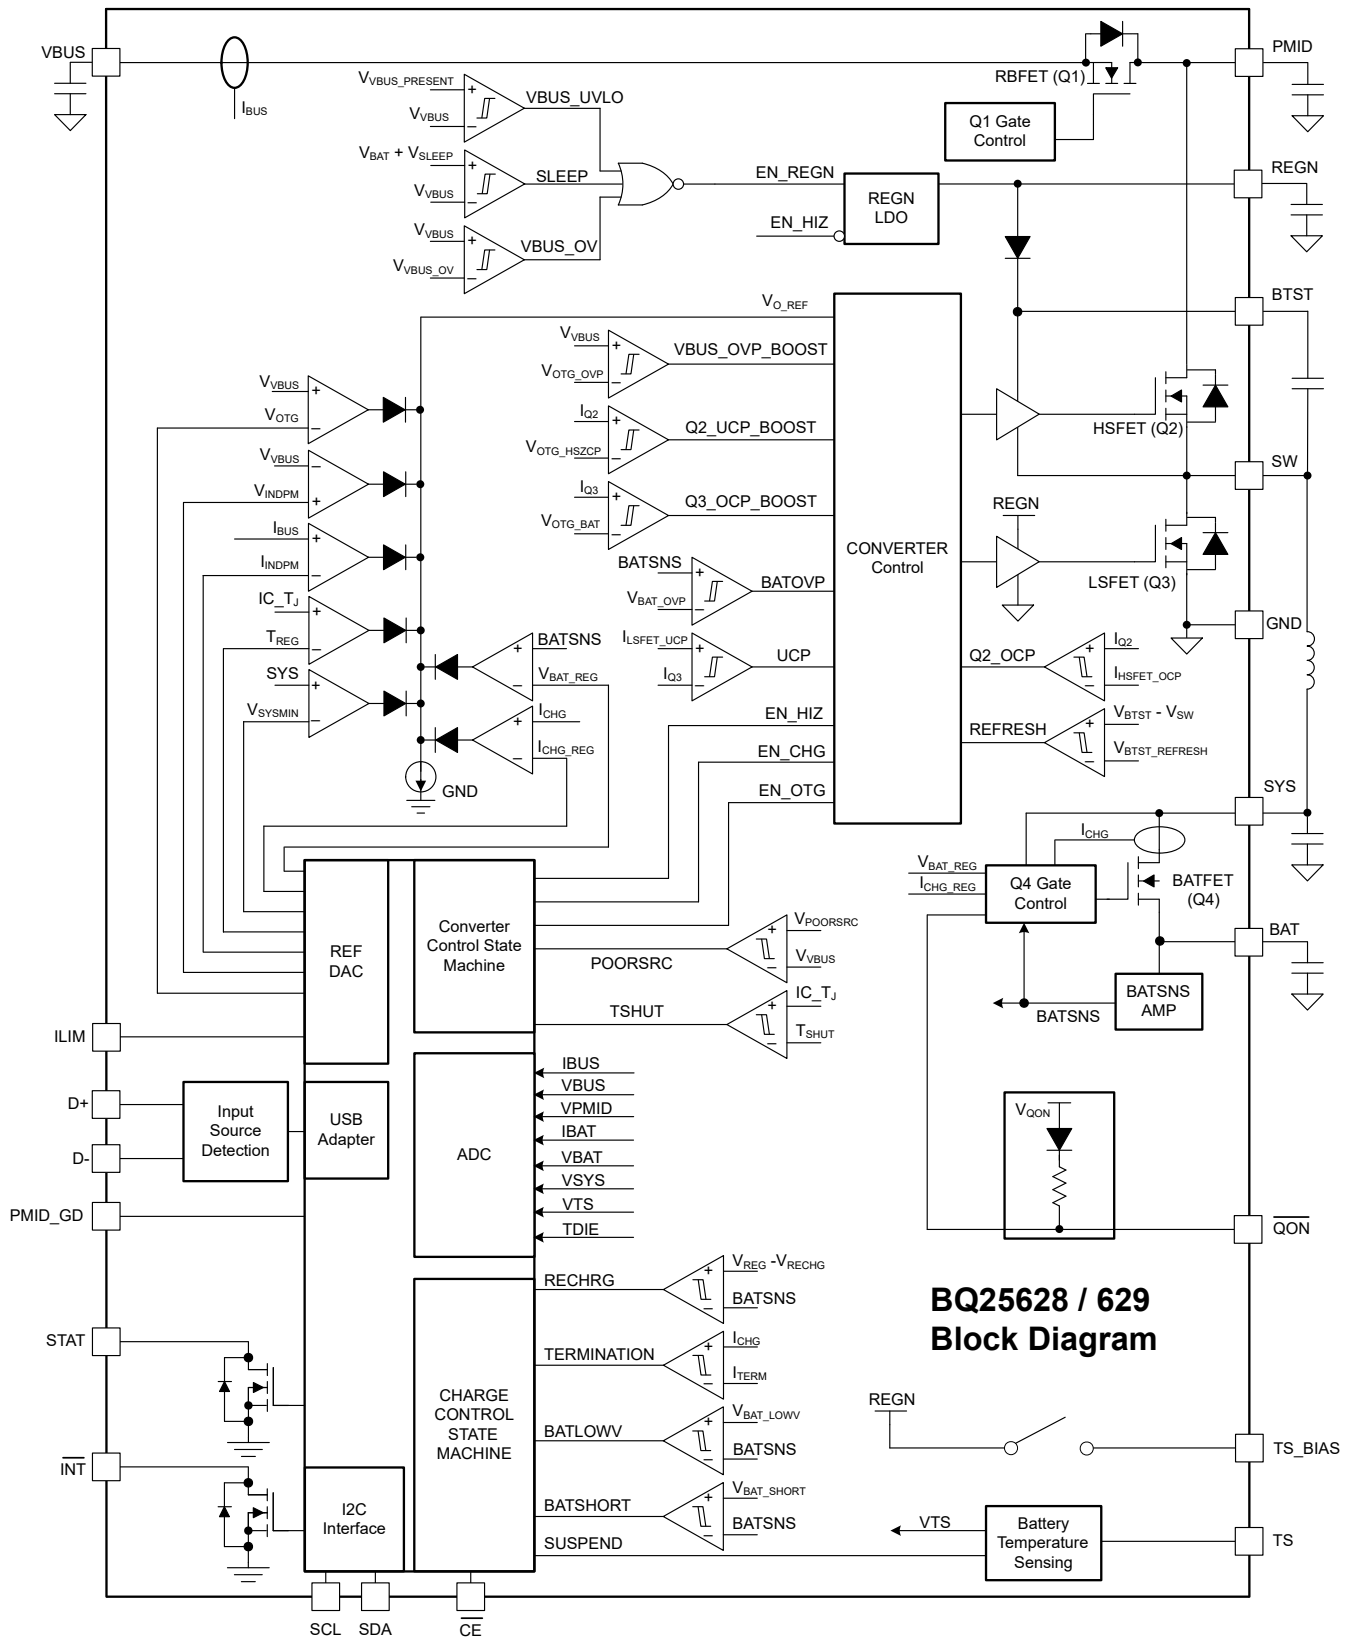 VBUS
PMID
RBFET (Q1)
IBUS
VVBUS_PRESENT
+
VBUS_UVLO
VVBUS
−
Q1 Gate
Control
VBAT + VSLEEP
+
SLEEP
VVBUS
−
EN_REGN
REGN
LDO
REGN
EN_HIZ
VVBUS
+
VBUS_OV
VVBUS_OV
−
VO_REF
BTST
VVBUS
+
VBUS_OVP_BOOST
VOTG_OVP
−
VVBUS
+
VOTG
−
IQ2
+
Q2_UCP_BOOST
VOTG_HSZCP
−
HSFET (Q2)
VVBUS
−
VINDPM
+
SW
IQ3
+
Q3_OCP_BOOST
VOTG_BAT
−
REGN
IBUS
+
IINDPM
−
CONVERTER
Control
BATSNS
+
BATOVP
VBAT_OVP
−
LSFET (Q3)
IC_TJ
+
TREG
−
GND
ILSFET_UCP
+
UCP
IQ3
−
BATSNS
+
VBAT_REG
−
Q2_OCP
IQ2
+
IHSFET_OCP
−
SYS
+
VSYSMIN
−
ICHG
+
ICHG_REG
−
EN_HIZ
REFRESH
VBTST - VSW
+
VBTST_REFRESH
−
EN_CHG
EN_OTG
GND
SYS
ICHG
VBAT_REG
ICHG_REG
Q4 Gate
Control
BATFET
(Q4)
REF
DAC
Converter
Control State
Machine
VPOORSRC
+
POORSRC
VVBUS
−
BAT
BATSNS
AMP
BATSNS
IC_TJ
+
TSHUT
TSHUT
−
ILIM
D+
D-
Input
Source
Detection
USB
Adapter
ADC
IBUS
VBUS
VPMID
IBAT
VBAT
VSYS
VTS
TDIE
VQON
PMID_GD
QON
RECHRG
VREG -VRECHG
+
BATSNS
−
BQ25628 / 629
Block Diagram
STAT
TERMINATION
ICHG
+
ITERM
−
CHARGE
CONTROL
STATE
MACHINE
BATLOWV
VBAT_LOWV
+
BATSNS
−
REGN
TS_BIAS
INT
I2C
Interface
BATSHORT
VBAT_SHORT
+
BATSNS
−
SUSPEND
VTS
Battery
Temperature
Sensing
TS
SCL
SDA
CE